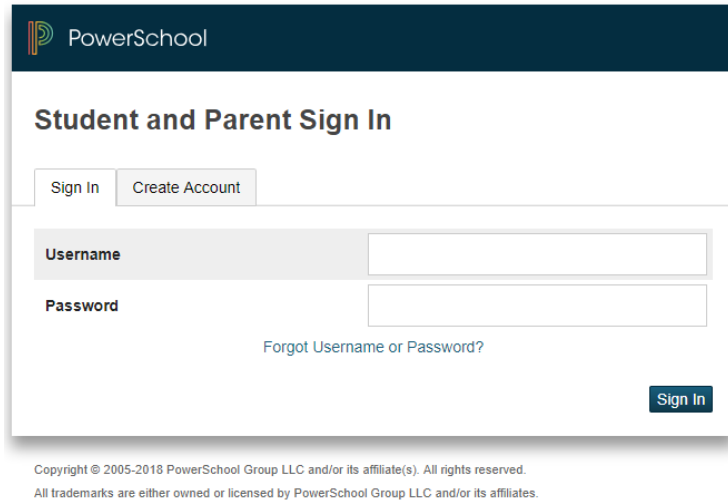 PowerSchool
Student and Parent Sign In
Sign In Create Account
Username
Password
Forgot Username or Password?
Sign In
Copyright © 2005-2018 PowerSchool Group LLC and/or its affiliate(s). All rights reserved.
All trademarks are either owned or licensed by PowerSchool Group LLC and/or its affiliates.